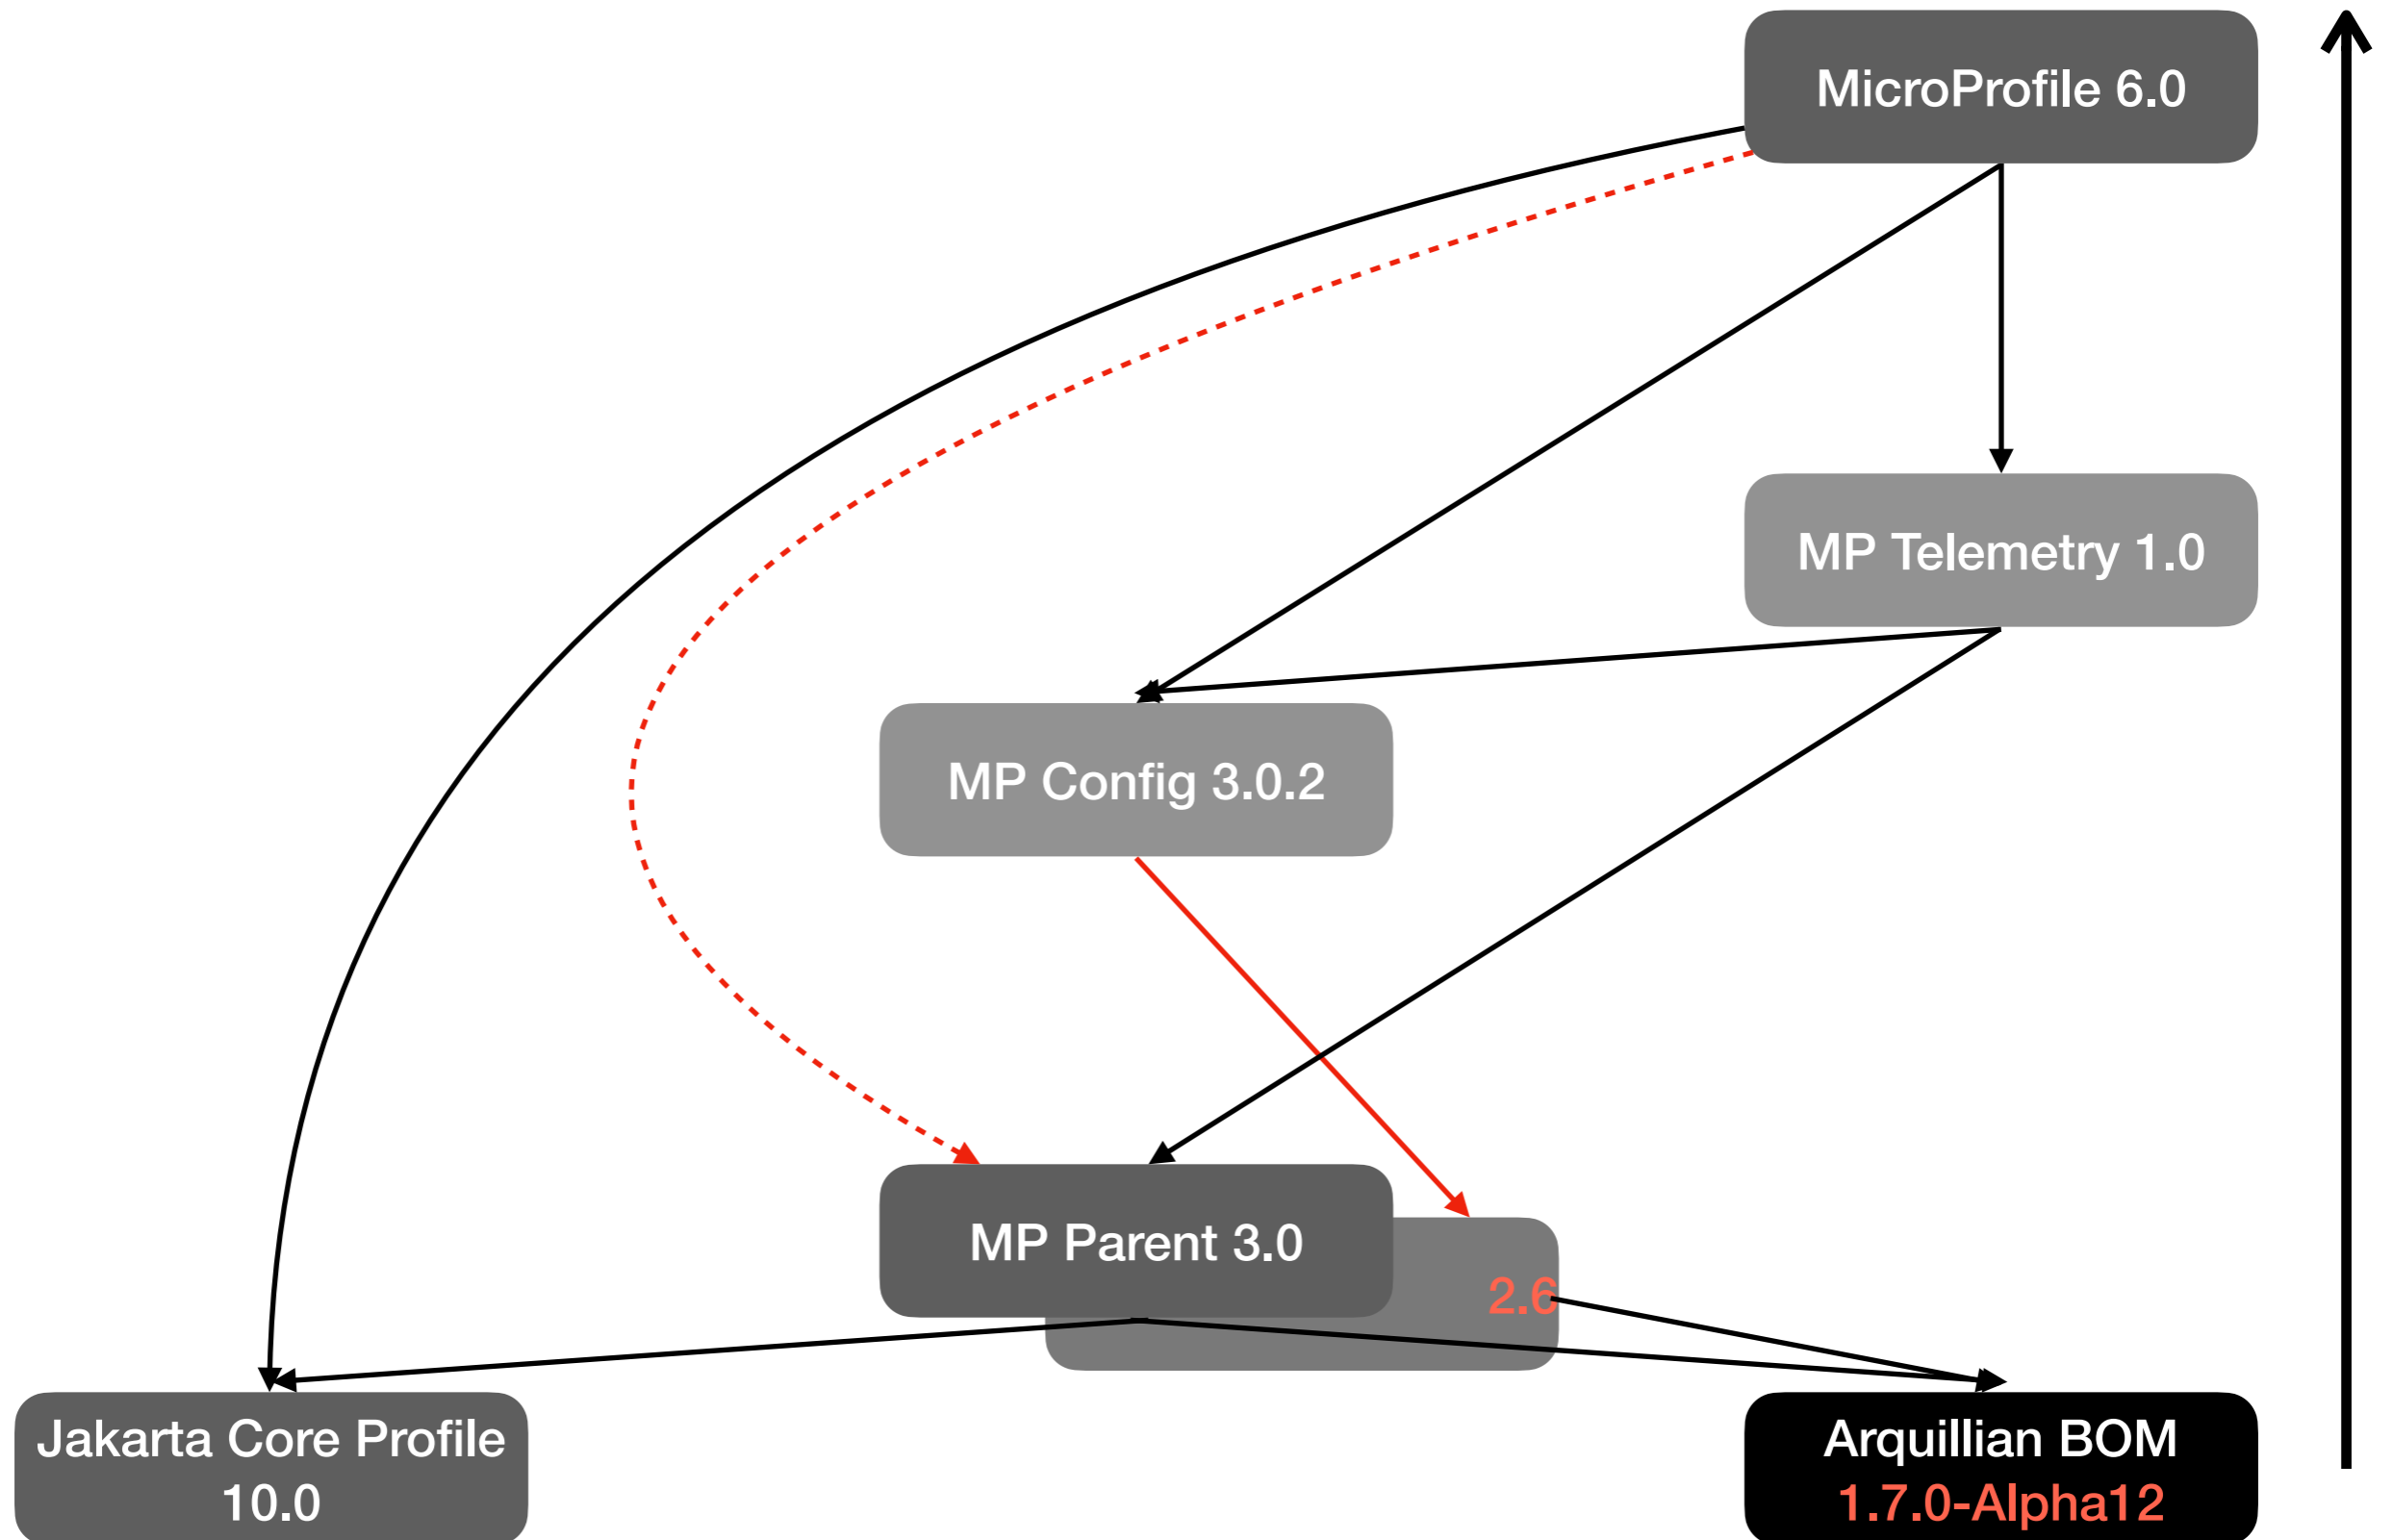 MicroProfile 6.0
MP Telemetry 1.0
MP Config 3.0.2
MP Parent 3.0
2.6
Jakarta Core Profile
10.0
Arquillian BOM
1.7.0-Alpha12